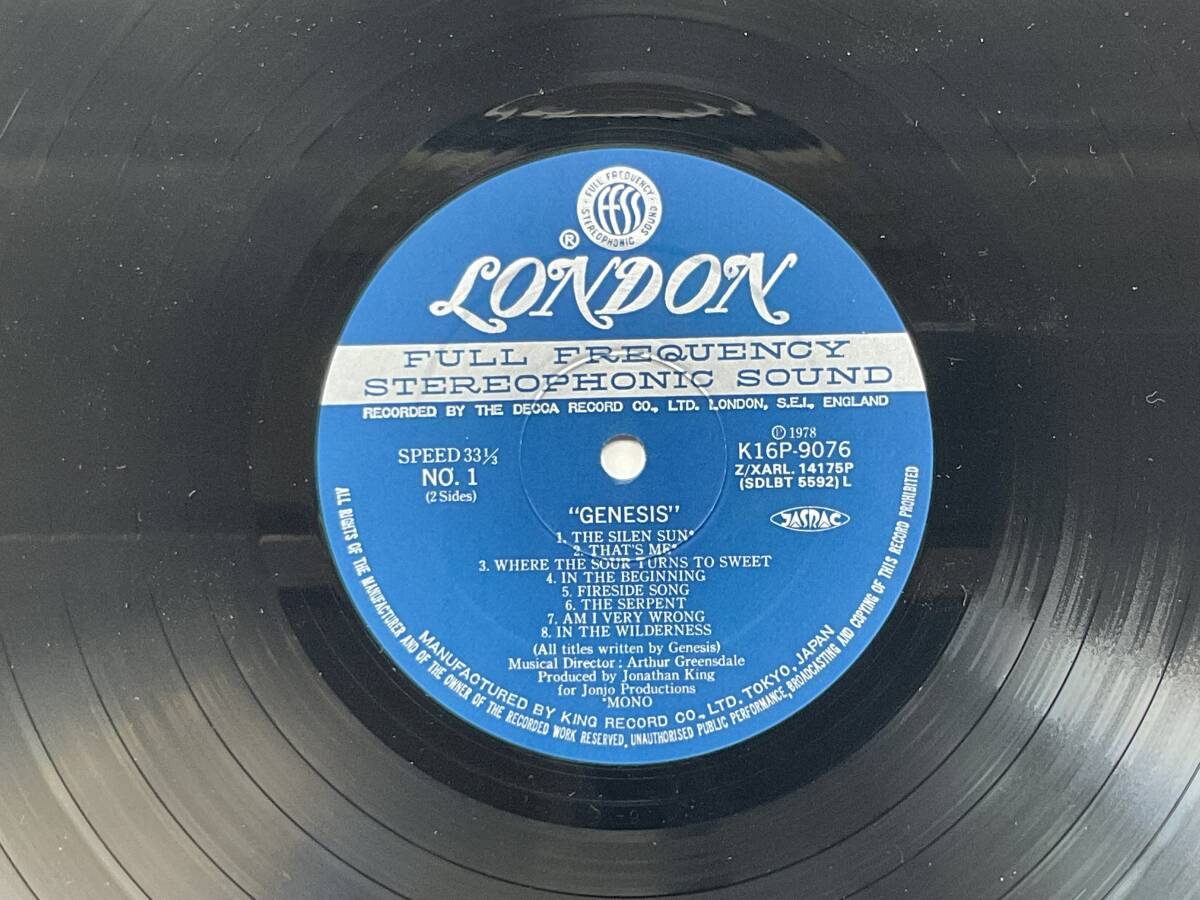 FULL FREQUENCY
ffss
STEREOPHONIC SOUND
®
LONDON
FULL FREQUENCY
STEREOPHONIC SOUND
RECORDED BY THE DECCA RECORD CO., LTD. LONDON, S.E.I., ENGLAND
SPEED 33⅓
NO. 1
(2 Sides)
Ⓟ 1978
K16P-9076
Z/XARL. 14175P
(SDLBT 5592) L
JASRAC
"GENESIS"
1. THE SILEN SUN*
2. THAT'S ME*
3. WHERE THE SOUR TURNS TO SWEET
4. IN THE BEGINNING
5. FIRESIDE SONG
6. THE SERPENT
7. AM I VERY WRONG
8. IN THE WILDERNESS
(All titles written by Genesis)
Musical Director : Arthur Greensdale
Produced by Jonathan King
for Jonjo Productions
*MONO
MANUFACTURED BY KING RECORD CO., LTD. TOKYO, JAPAN
ALL RIGHTS OF THE MANUFACTURER AND OF THE OWNER OF THE RECORDED WORK RESERVED, UNAUTHORISED PUBLIC PERFORMANCE, BROADCASTING AND COPYING OF THIS RECORD PROHIBITED